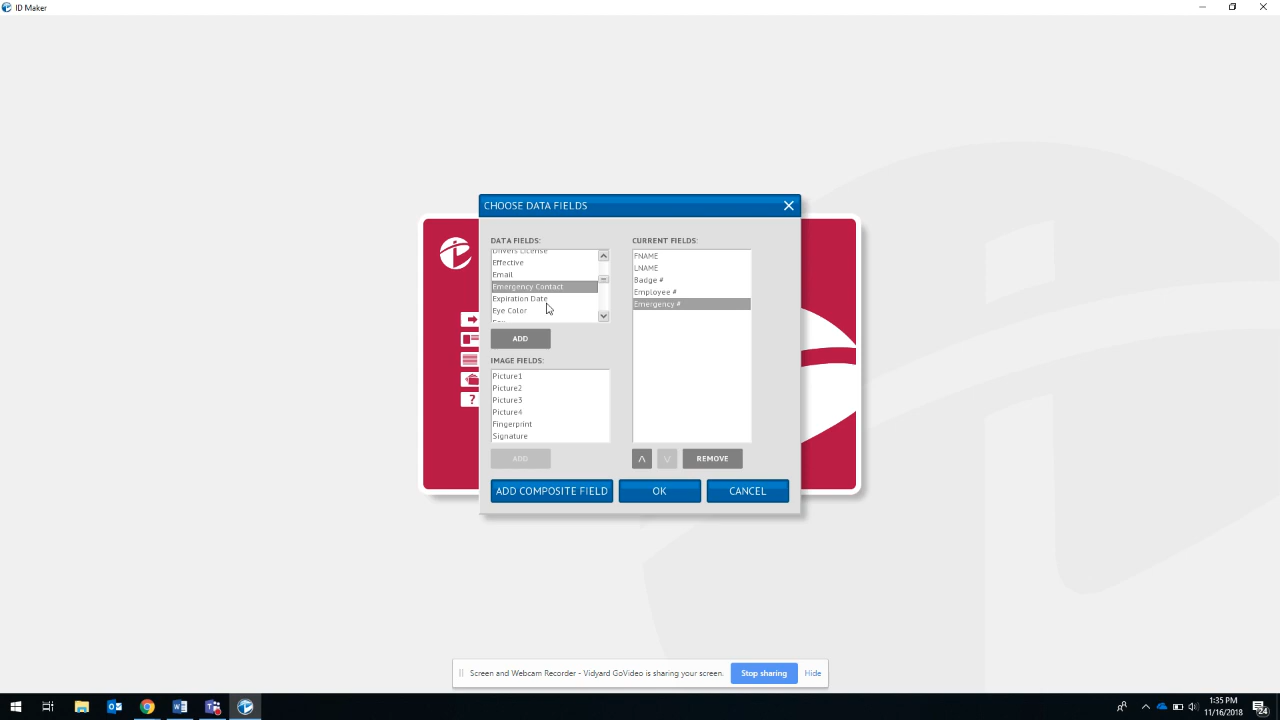 ID Maker
CHOOSE DATA FIELDS
DATA FIELDS:
Drivers License
Effective
Email
Emergency Contact
Expiration Date
Eye Color
ADD
IMAGE FIELDS:
Picture1
Picture2
Picture3
Picture4
Fingerprint
Signature
ADD
CURRENT FIELDS:
FNAME
LNAME
Badge #
Employee #
Emergency #
REMOVE
ADD COMPOSITE FIELD
OK
CANCEL
?
Screen and Webcam Recorder - Vidyard GoVideo is sharing your screen.
Stop sharing
Hide
1:35 PM
11/16/2018
24